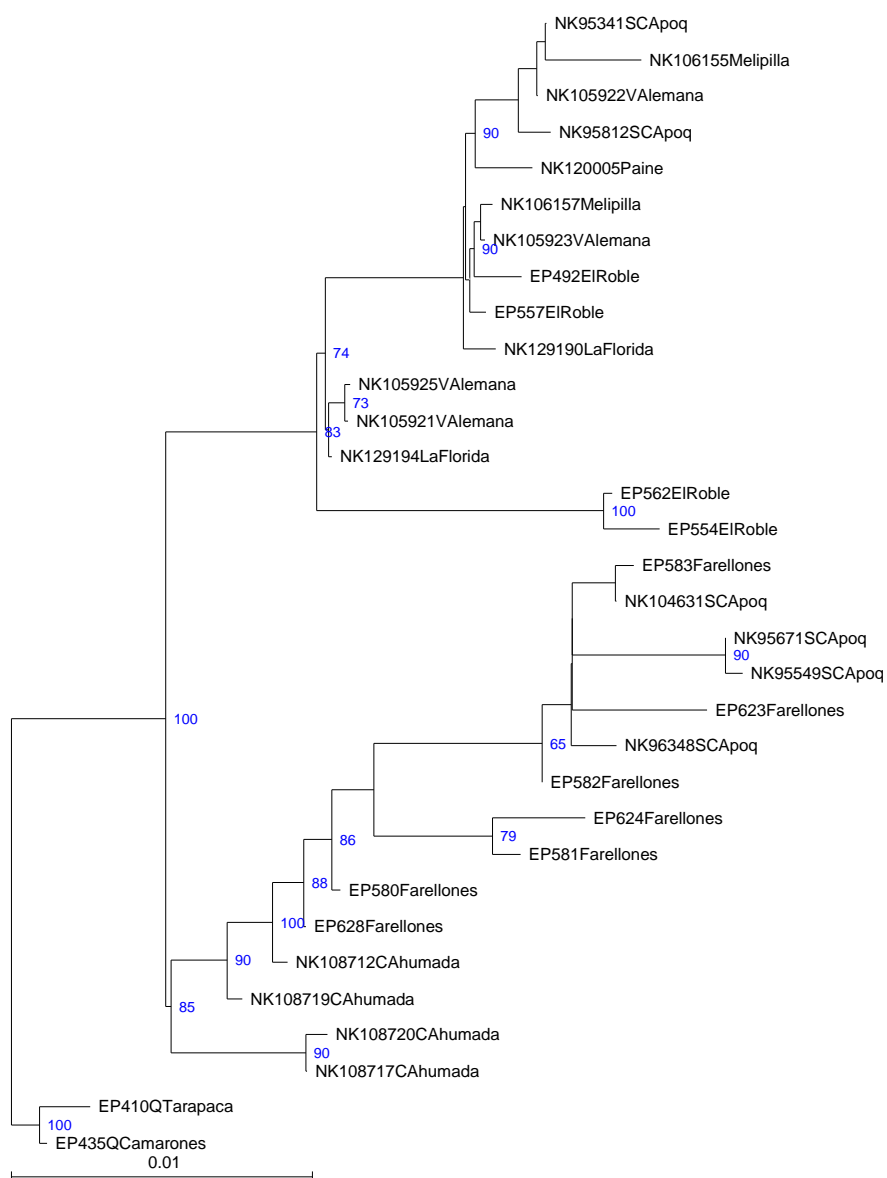 NK95341SCApoq
NK106155Melipilla
NK105922VAlemana
90
NK95812SCApoq
NK120005Paine
NK106157Melipilla
NK105923VAlemana
90
EP492ElRoble
EP557ElRoble
NK129190LaFlorida
74
NK105925VAlemana
73
NK105921VAlemana
83
NK129194LaFlorida
EP562ElRoble
100
EP554ElRoble
EP583Farellones
NK104631SCApoq
NK95671SCApoq
90
NK95549SCApoq
EP623Farellones
100
65
NK96348SCApoq
EP582Farellones
EP624Farellones
79
86
EP581Farellones
88
EP580Farellones
100
EP628Farellones
90
NK108712CAhumada
NK108719CAhumada
85
NK108720CAhumada
90
NK108717CAhumada
EP410QTarapaca
100
EP435QCamarones
0.01